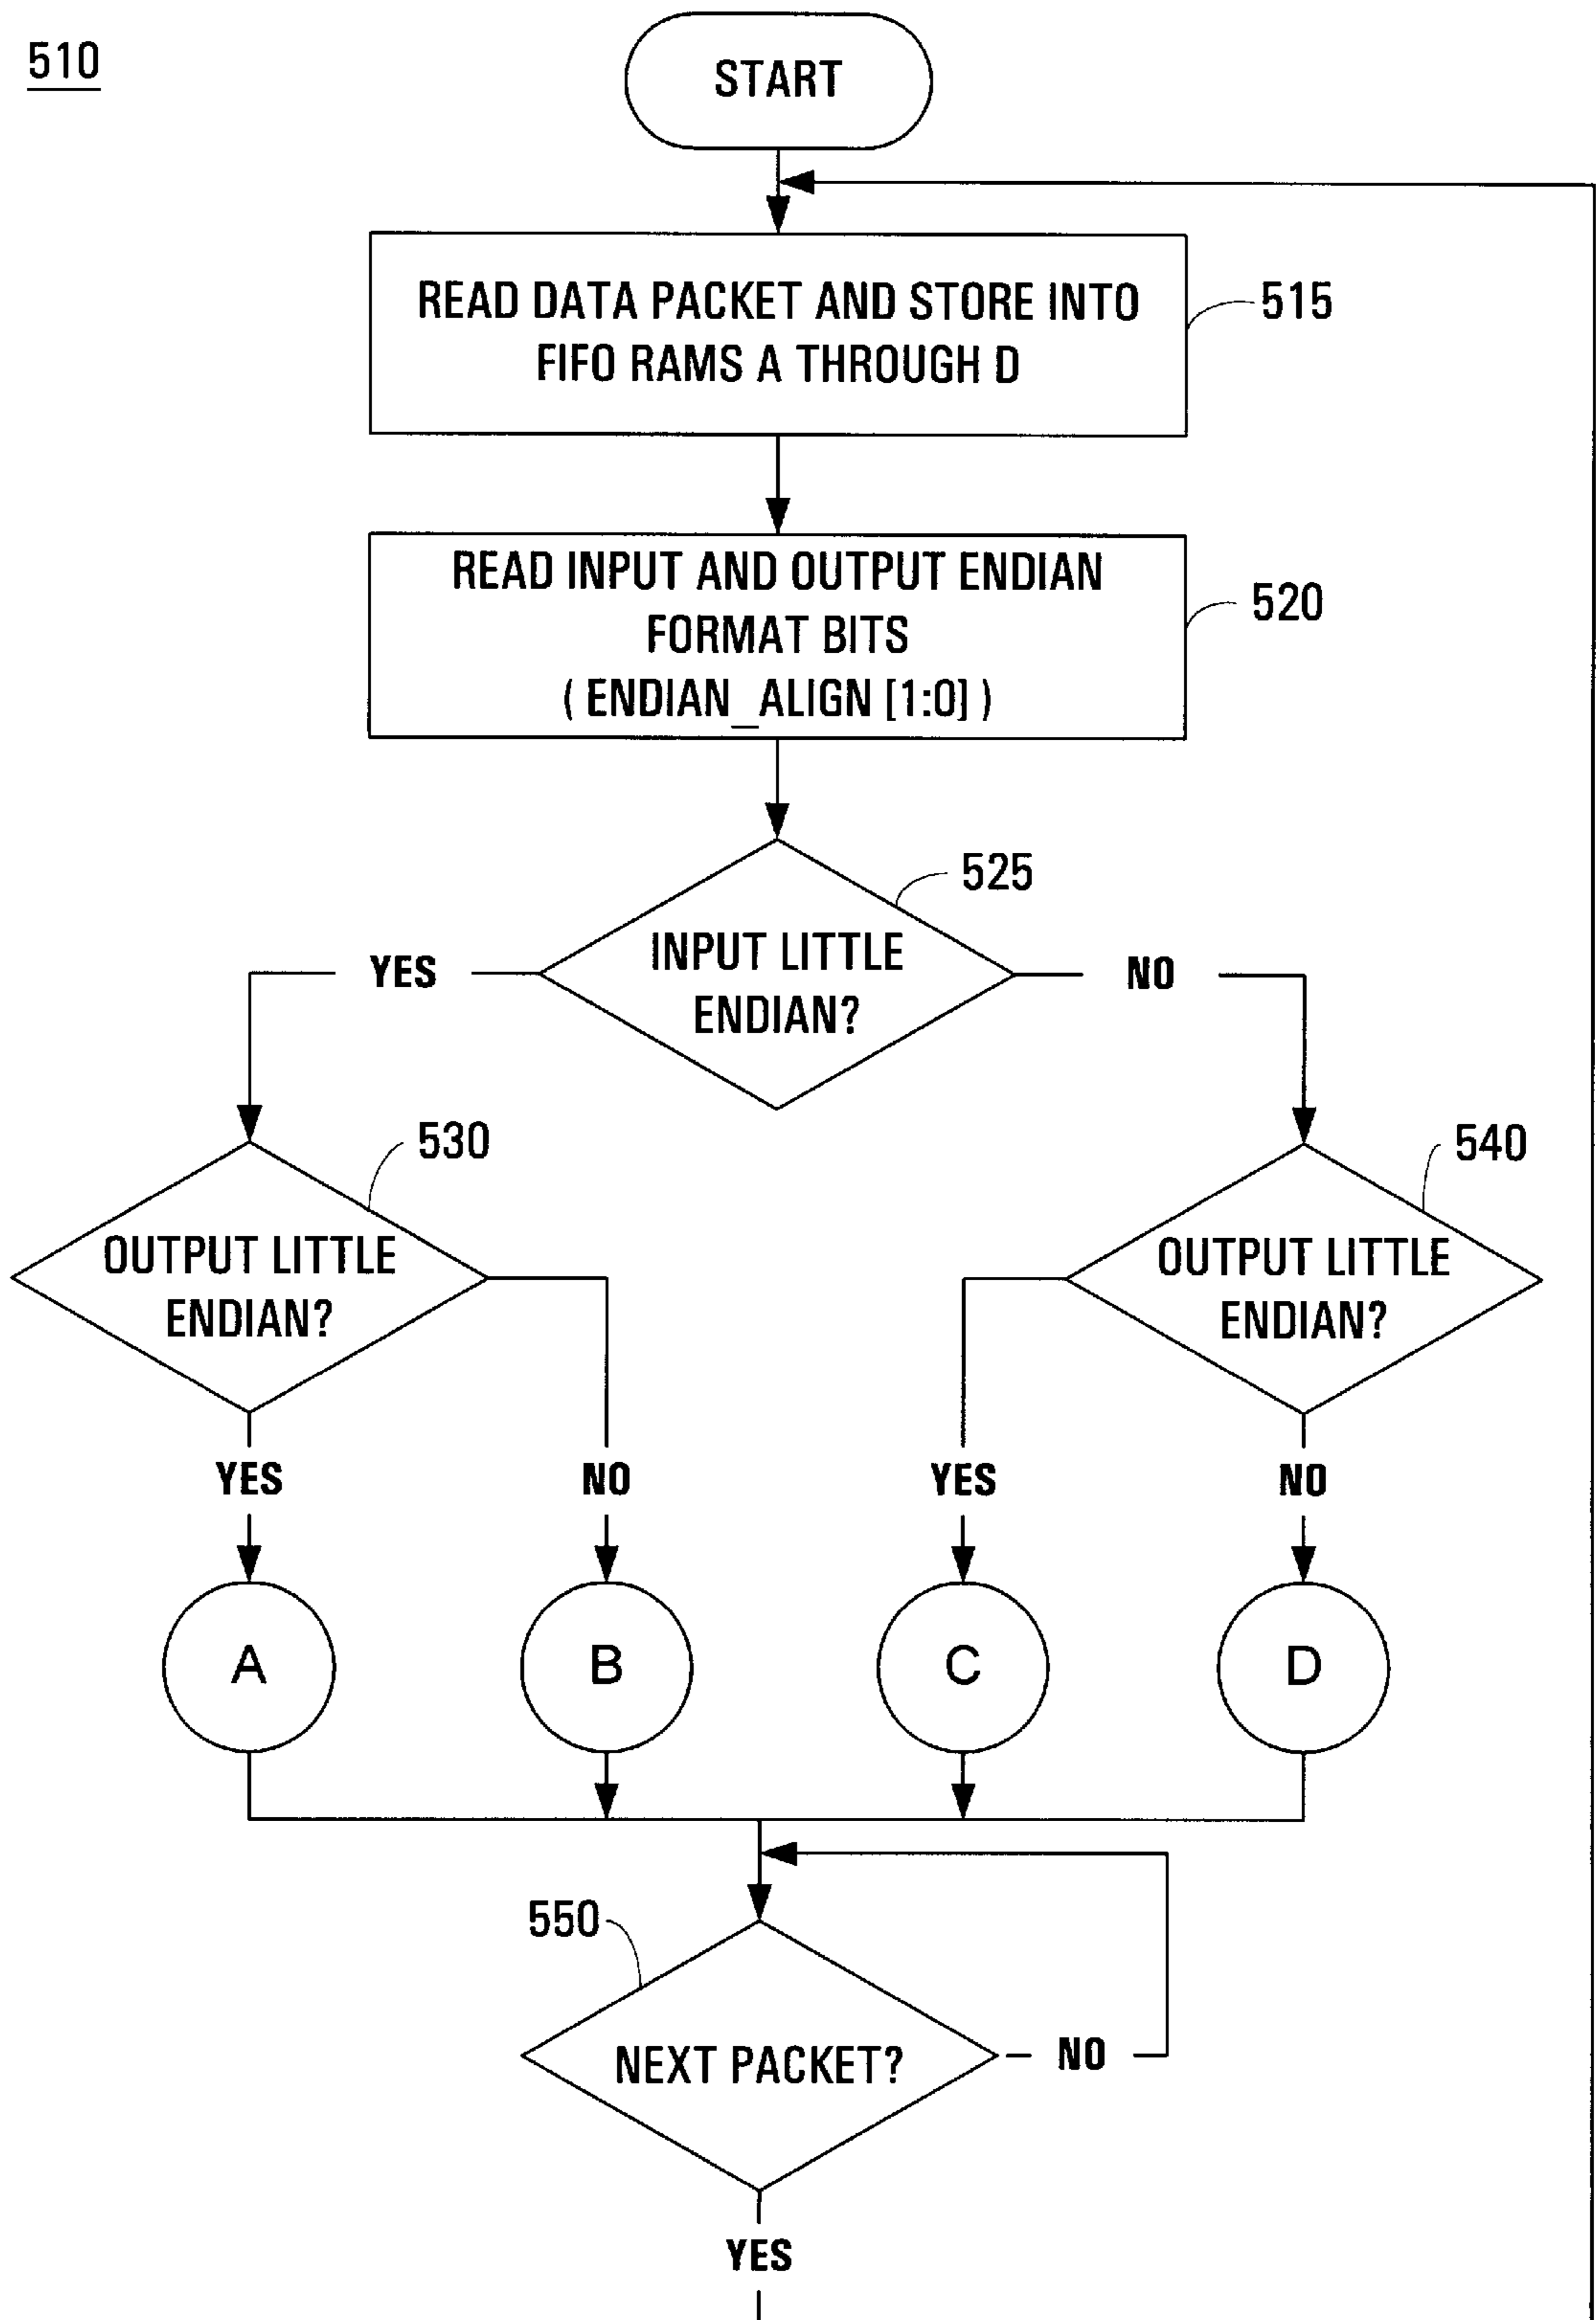 510
START
READ DATA PACKET AND STORE INTO
FIFO RAMS A THROUGH D
515
READ INPUT AND OUTPUT ENDIAN
FORMAT BITS
( ENDIAN_ALIGN [1:0] )
520
525
INPUT LITTLE
ENDIAN?
YES
NO
530
OUTPUT LITTLE
ENDIAN?
540
OUTPUT LITTLE
ENDIAN?
YES
NO
YES
NO
A
B
C
D
550
NEXT PACKET?
NO
YES